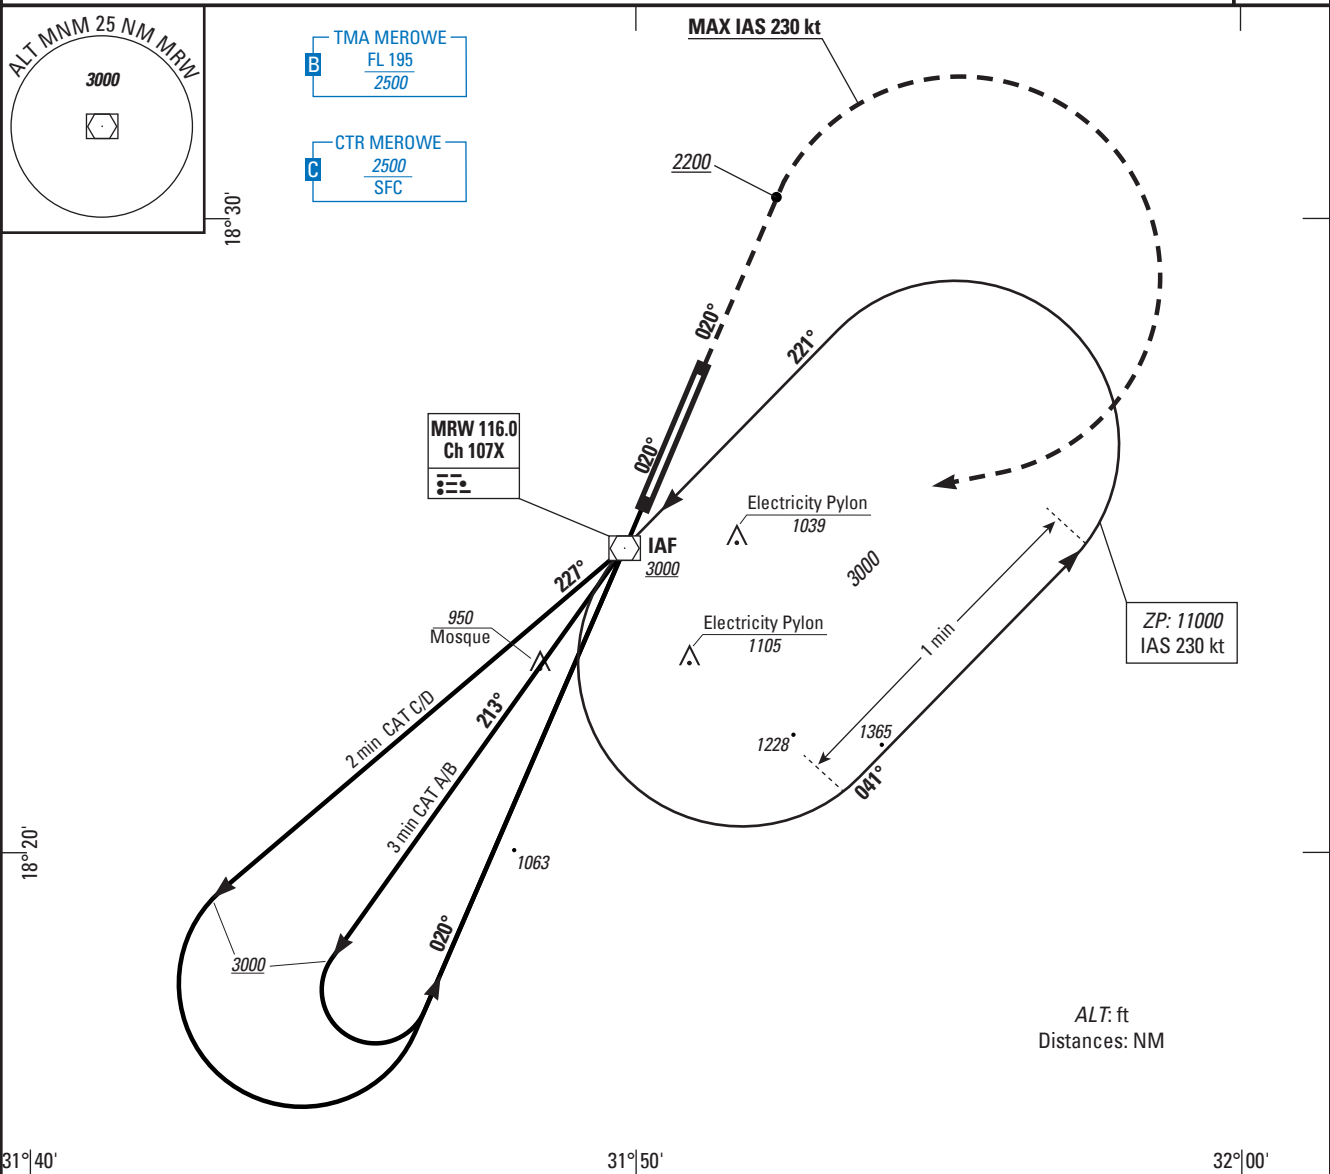 ALT MNM 25 NM MRW
3000
TMA MEROWE
B
FL 195
2500
CTR MEROWE
C
2500
SFC
MAX IAS 230 kt
2200
18°30'
020°
221°
MRW 116.0
Ch 107X
020°
IAF
3000
Electricity Pylon
1039
3000
227°
950
Mosque
Electricity Pylon
1105
1 min
ZP: 11000
IAS 230 kt
213°
2 min CAT C/D
3 min CAT A/B
1228
1365
041°
18°20'
1063
020°
3000
ALT: ft
Distances: NM
31°40'
31°50'
32°00'